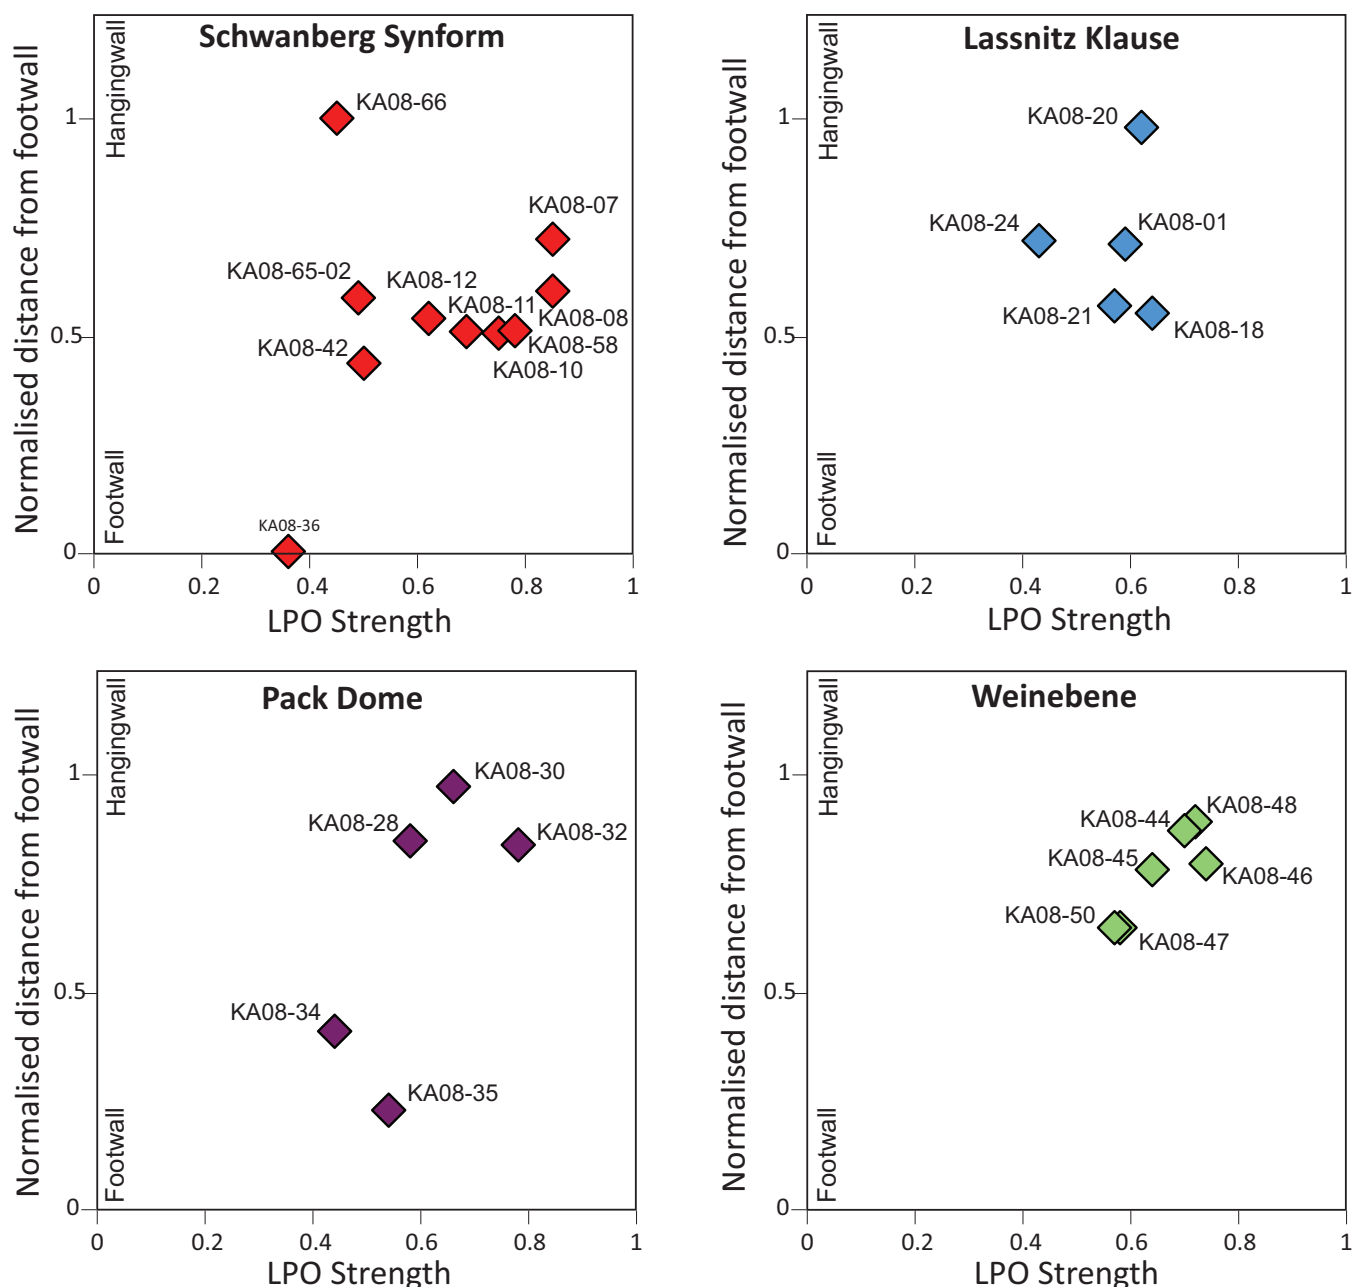 Schwanberg Synform
Hangingwall
Footwall
Normalised distance from footwall
1
0.5
0
KA08-66
KA08-07
KA08-65-02
KA08-12
KA08-11
KA08-08
KA08-58
KA08-10
KA08-42
KA08-36
0 0.2 0.4 0.6 0.8 1
LPO Strength
Lassnitz Klause
Hangingwall
Footwall
Normalised distance from footwall
1
0.5
0
KA08-20
KA08-24
KA08-01
KA08-21
KA08-18
0 0.2 0.4 0.6 0.8 1
LPO Strength
Pack Dome
Hangingwall
Footwall
Normalised distance from footwall
1
0.5
0
KA08-30
KA08-28
KA08-32
KA08-34
KA08-35
0 0.2 0.4 0.6 0.8 1
LPO Strength
Weinebene
Hangingwall
Footwall
Normalised distance from footwall
1
0.5
0
KA08-48
KA08-44
KA08-45
KA08-46
KA08-50
KA08-47
0 0.2 0.4 0.6 0.8 1
LPO Strength